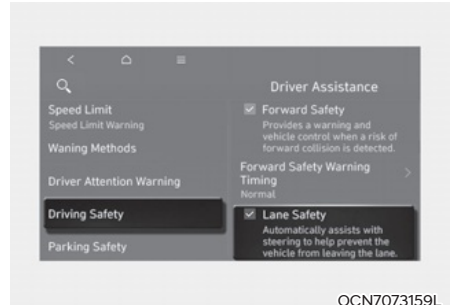 Driver Assistance
Speed Limit
Speed Limit Warning
Waning Methods
Driver Attention Warning
Driving Safety
Parking Safety
Forward Safety
Provides a warning and
vehicle control when a risk of
forward collision is detected.
Forward Safety Warning
Timing
Normal
Lane Safety
Automatically assists with
steering to help prevent the
vehicle from leaving the lane.
OCN7073159L